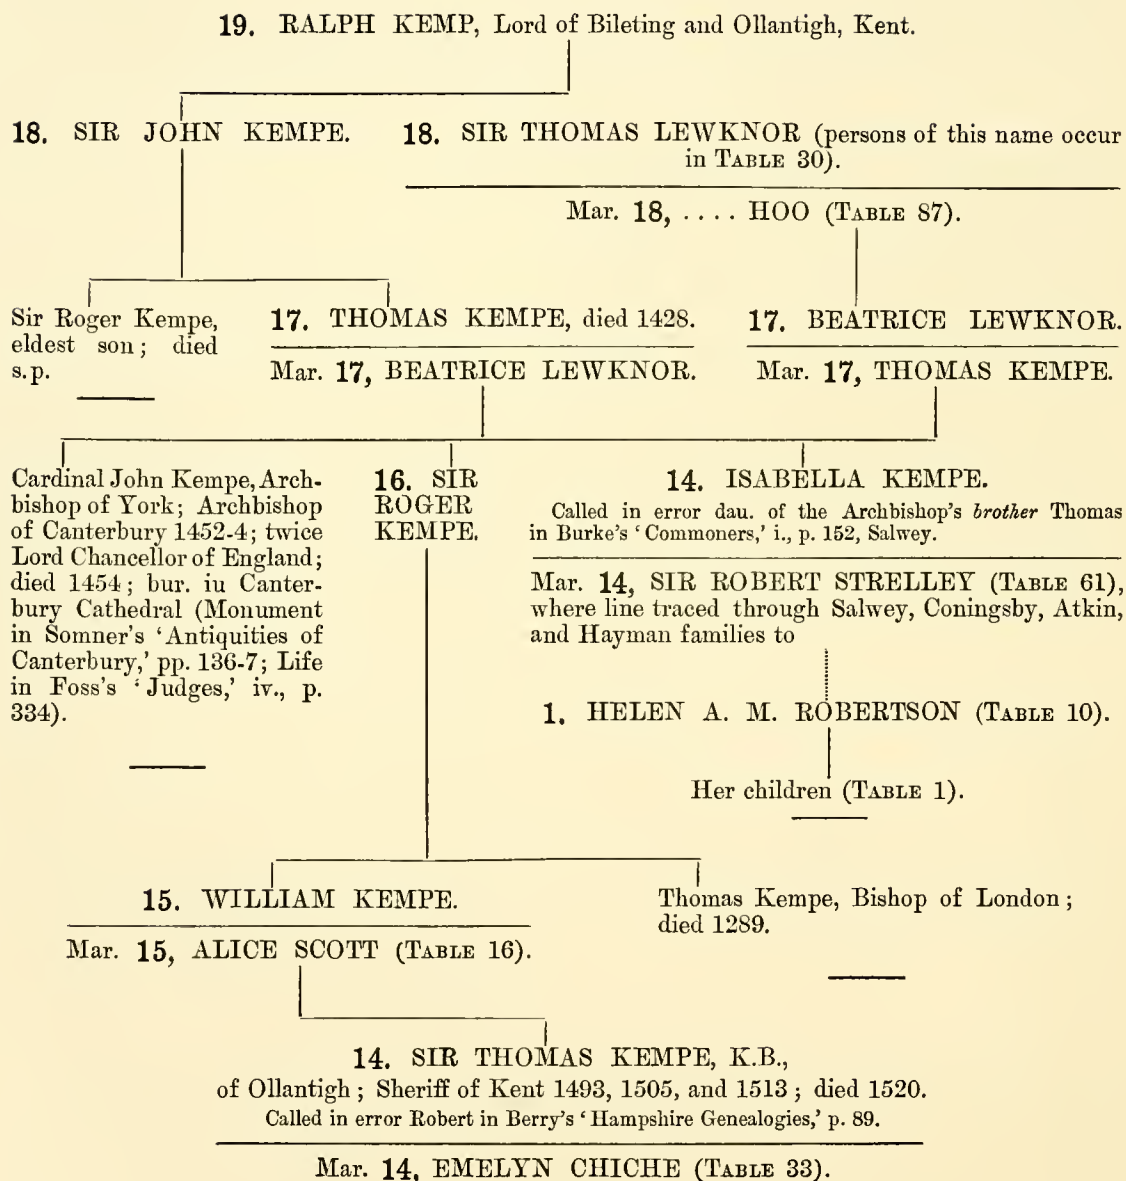 19. RALPH KEMP, Lord of Bileting and Ollantigh, Kent.
18. SIR JOHN KEMPE.
18. SIR THOMAS LEWKNOR (persons of this name occur
in TABLE 30).
Mar. 18, .... HOO (TABLE 87).
Sir Roger Kempe,
eldest son; died
s.p.
17. THOMAS KEMPE, died 1428.
Mar. 17, BEATRICE LEWKNOR.
17. BEATRICE LEWKNOR.
Mar. 17, THOMAS KEMPE.
Cardinal John Kempe, Arch-
bishop of York; Archbishop
of Canterbury 1452-4; twice
Lord Chancellor of England;
died 1454; bur. iu Canter-
bury Cathedral (Monument
in Somner's 'Antiquities of
Canterbury,' pp. 136-7; Life
in Foss's 'Judges,' iv., p.
334).
16. SIR
ROGER
KEMPE.
14. ISABELLA KEMPE.
Called in error dau. of the Archbishop's brother Thomas
in Burke's 'Commoners,' i., p. 152, Salwey.
Mar. 14, SIR ROBERT STRELLEY (TABLE 61),
where line traced through Salwey, Coningsby, Atkin,
and Hayman families to
1. HELEN A. M. ROBERTSON (TABLE 10).
Her children (TABLE 1).
15. WILLIAM KEMPE.
Mar. 15, ALICE SCOTT (TABLE 16).
Thomas Kempe, Bishop of London;
died 1289.
14. SIR THOMAS KEMPE, K.B.,
of Ollantigh; Sheriff of Kent 1493, 1505, and 1513; died 1520.
Called in error Robert in Berry's 'Hampshire Genealogies,' p. 89.
Mar. 14, EMELYN CHICHE (TABLE 33).